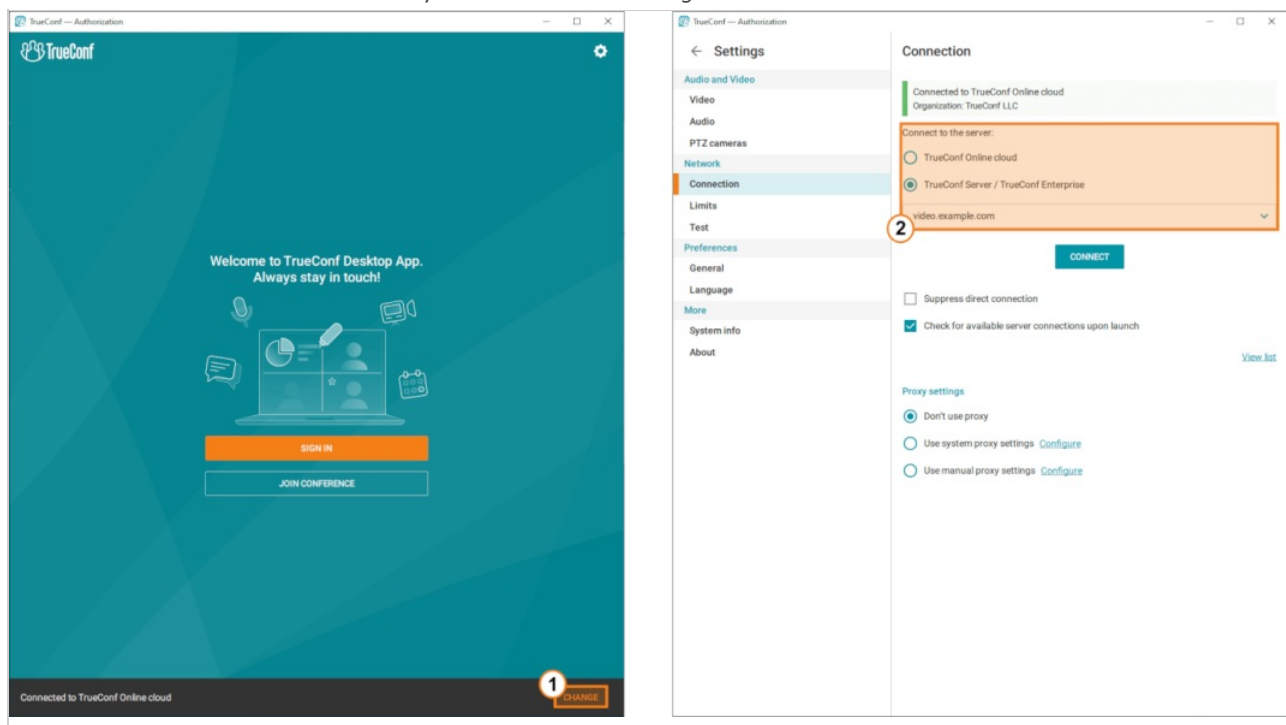 TrueConf — Authorization
TrueConf
Welcome to TrueConf Desktop App.
Always stay in touch!
SIGN IN
JOIN CONFERENCE
Connected to TrueConf Online cloud
1
CHANGE
TrueConf — Authorization
Settings
Audio and Video
Video
Audio
PTZ cameras
Network
Connection
Limits
Test
Preferences
General
Language
More
System info
About
Connection
Connected to TrueConf Online cloud
Organization: TrueConf LLC
Connect to the server:
TrueConf Online cloud
TrueConf Server / TrueConf Enterprise
video.example.com
2
CONNECT
Suppress direct connection
Check for available server connections upon launch
View list
Proxy settings
Don't use proxy
Use system proxy settings Configure
Use manual proxy settings Configure